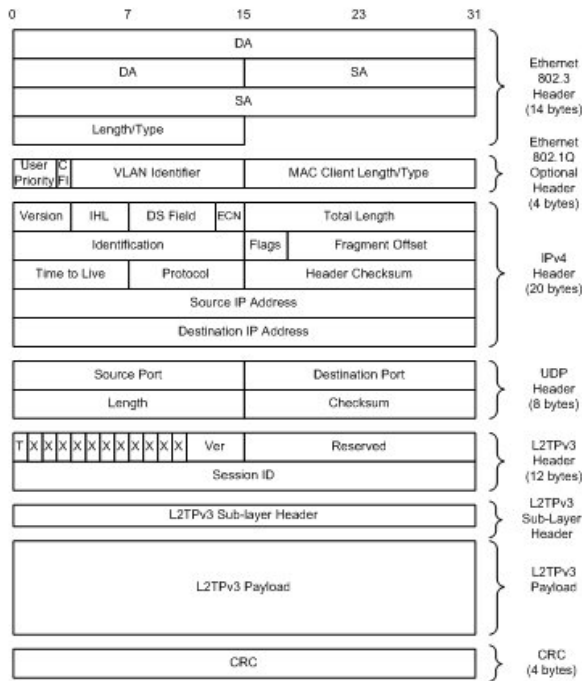 0 7 15 23 31
DA
DA SA
SA
Length/Type
Ethernet
802.3
Header
(14 bytes)
User
Priority
C
FI
VLAN Identifier
MAC Client Length/Type
Ethernet
802.1Q
Optional
Header
(4 bytes)
Version IHL DS Field ECN Total Length
Identification Flags Fragment Offset
Time to Live Protocol Header Checksum
Source IP Address
Destination IP Address
IPv4
Header
(20 bytes)
Source Port Destination Port
Length Checksum
UDP
Header
(8 bytes)
T X X X X X X X X X X X Ver Reserved
Session ID
L2TPv3
Header
(12 bytes)
L2TPv3 Sub-layer Header
L2TPv3
Sub-Layer
Header
L2TPv3 Payload
L2TPv3
Payload
CRC
CRC
(4 bytes)